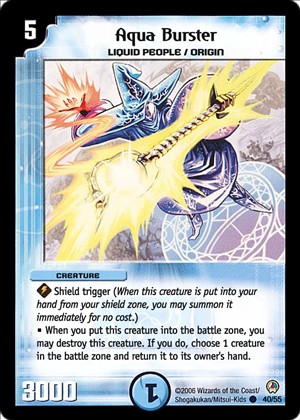 5
Aqua Burster
LIQUID PEOPLE / ORIGIN
CREATURE
Shield trigger (When this creature is put into your
hand from your shield zone, you may summon it
immediately for no cost.)
▪ When you put this creature into the battle zone, you
may destroy this creature. If you do, choose 1 creature
in the battle zone and return it to its owner's hand.
3000
1
©2006 Wizards of the Coast/
Shogakukan/Mitsui-Kids ● 40/55